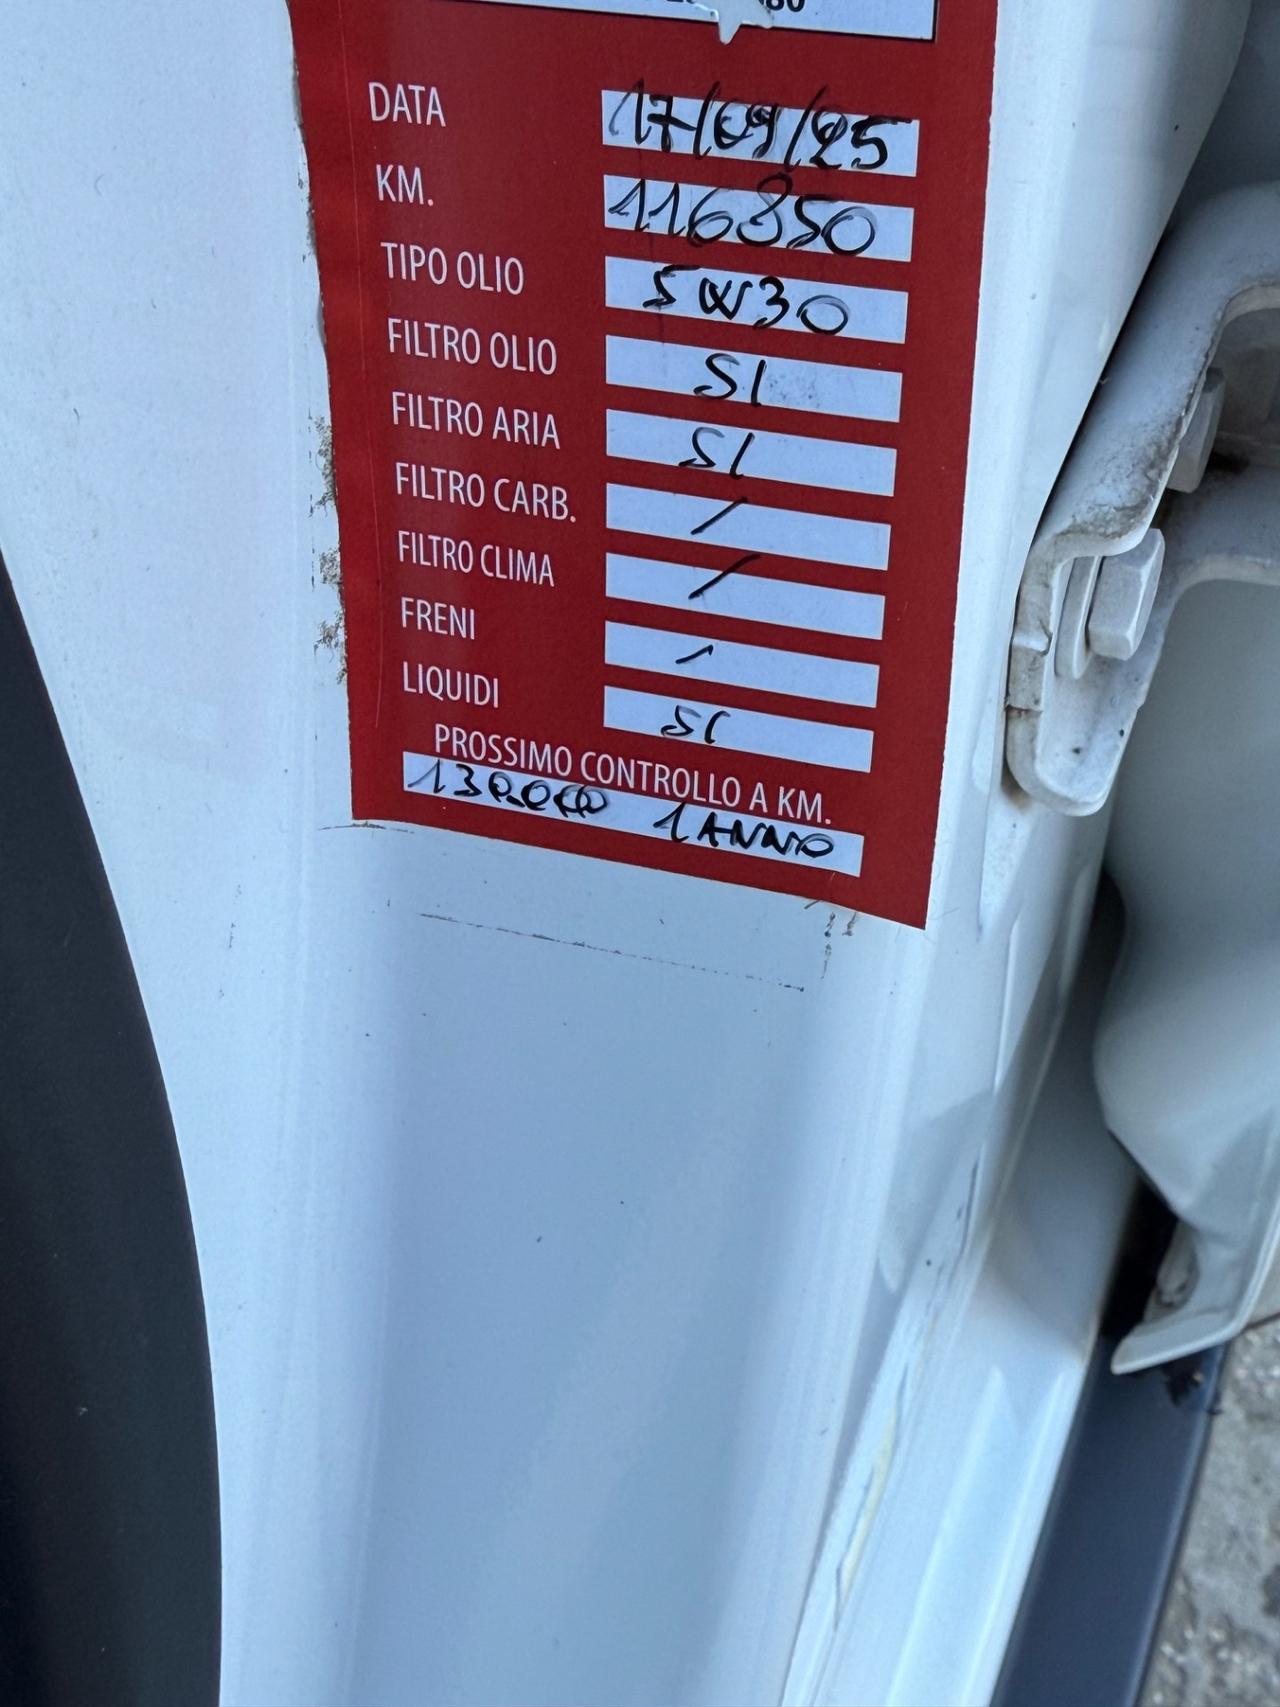 DATA 17/09/25
KM. 116850
TIPO OLIO 5W30
FILTRO OLIO SI
FILTRO ARIA SI
FILTRO CARB. /
FILTRO CLIMA /
FRENI /
LIQUIDI SI
PROSSIMO CONTROLLO A KM.
130.000 1 ANNO